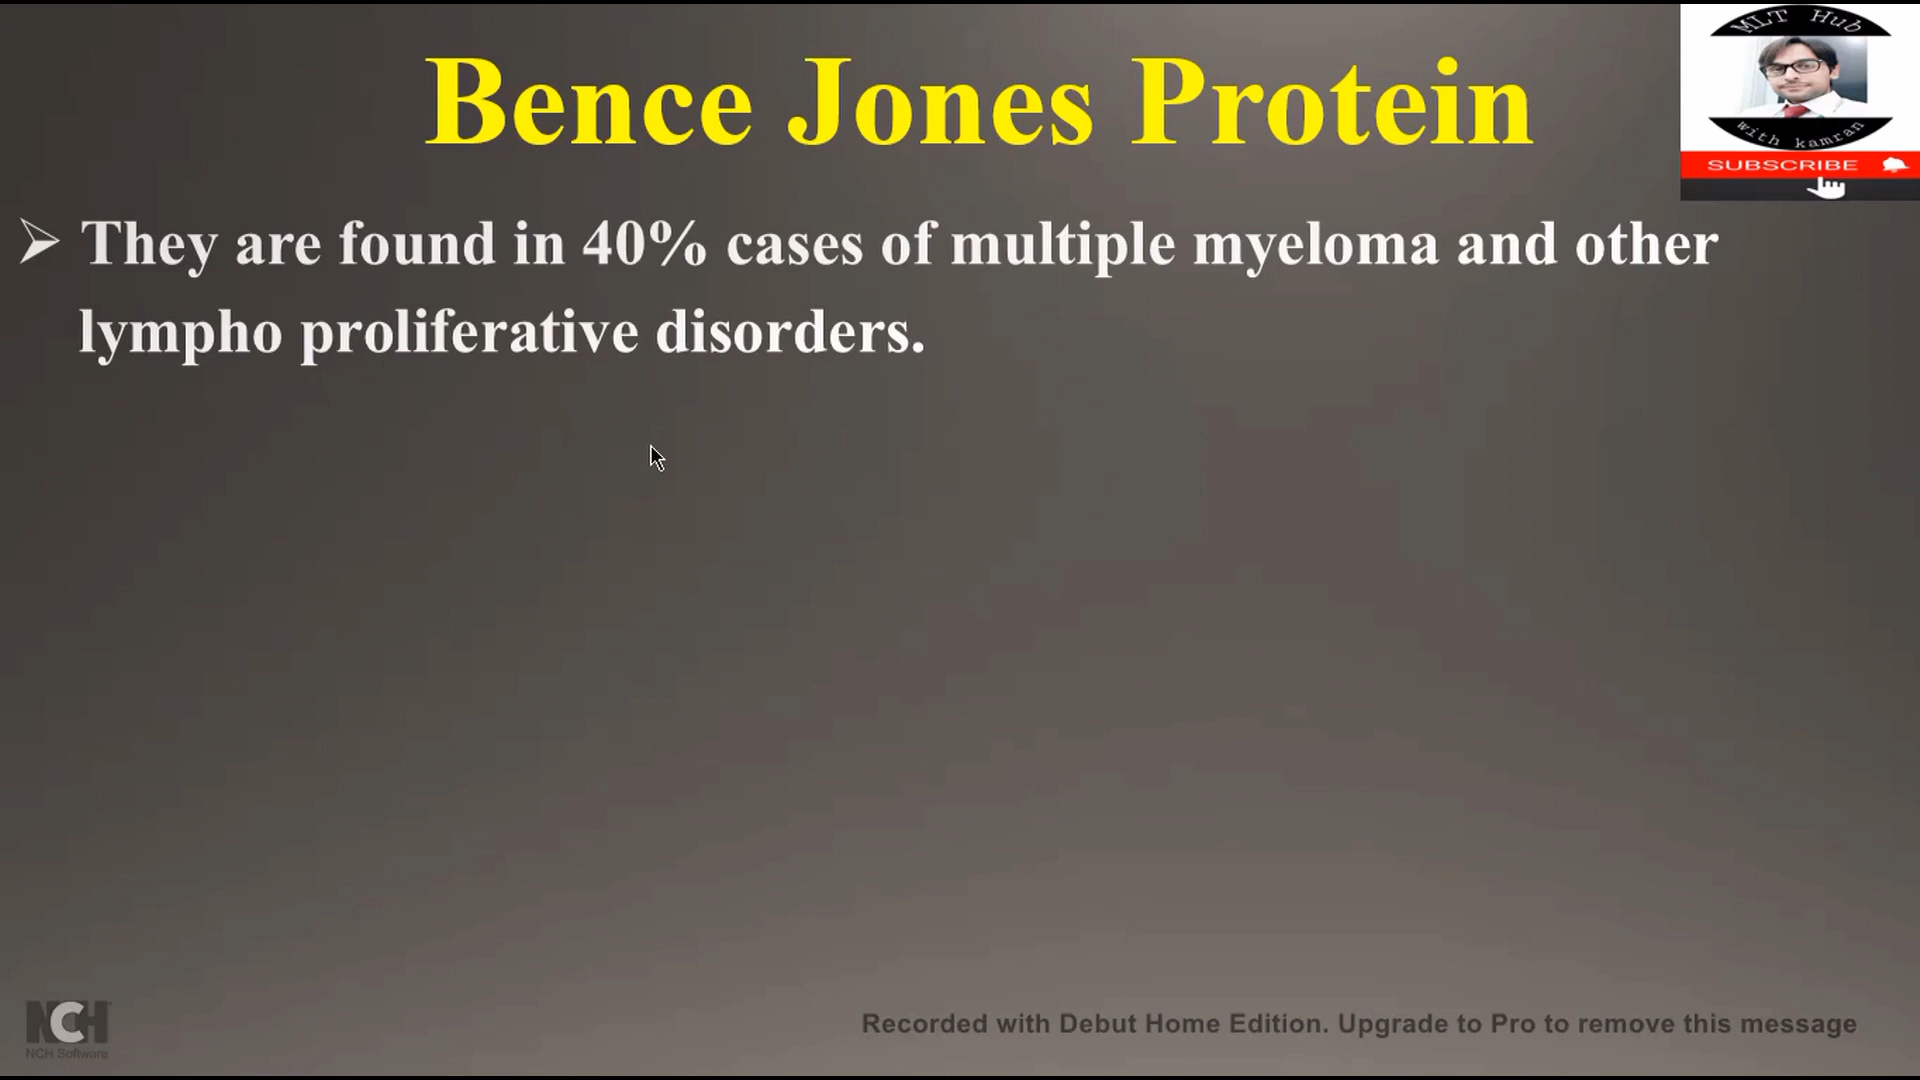 MLT Hub
Bence Jones Protein
with kamran
SUBSCRIBE
They are found in 40% cases of multiple myeloma and other
lympho proliferative disorders.
NCH
NCH Software
Recorded with Debut Home Edition. Upgrade to Pro to remove this message